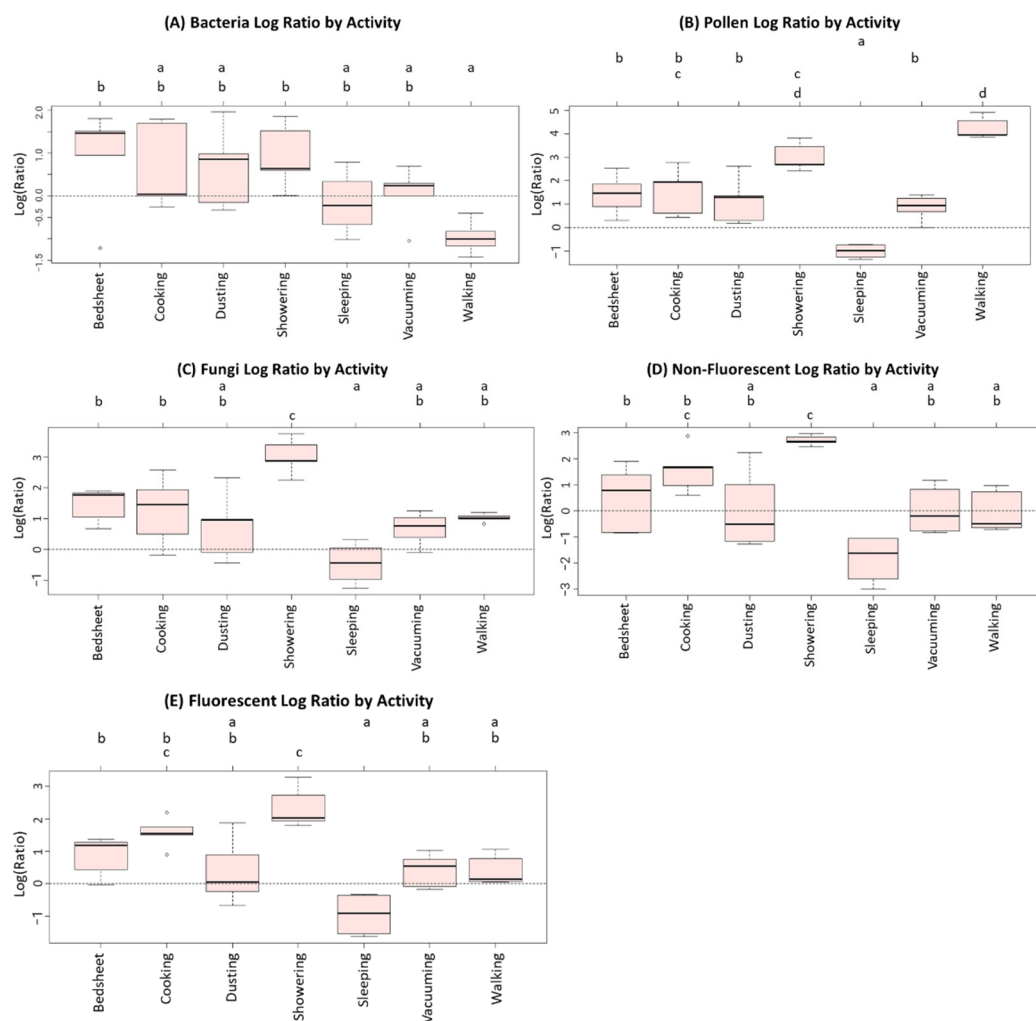 (A) Bacteria Log Ratio by Activity
a a a a a
b b b b b b
Log(Ratio)
2.0
1.0
0.0
-0.5
-1.5
Bedsheet
Cooking
Dusting
Showering
Sleeping
Vacuuming
Walking
(B) Pollen Log Ratio by Activity
a
b b b b
c c
d d
Log(Ratio)
5
4
3
2
1
0
-1
Bedsheet
Cooking
Dusting
Showering
Sleeping
Vacuuming
Walking
(C) Fungi Log Ratio by Activity
a a a a
b b b b b
c
Log(Ratio)
3
2
1
0
-1
Bedsheet
Cooking
Dusting
Showering
Sleeping
Vacuuming
Walking
(D) Non-Fluorescent Log Ratio by Activity
a a a a
b b b b b
c c
Log(Ratio)
3
2
1
0
-1
-2
-3
Bedsheet
Cooking
Dusting
Showering
Sleeping
Vacuuming
Walking
(E) Fluorescent Log Ratio by Activity
a a a a
b b b b b
c c
Log(Ratio)
3
2
1
0
-1
Bedsheet
Cooking
Dusting
Showering
Sleeping
Vacuuming
Walking